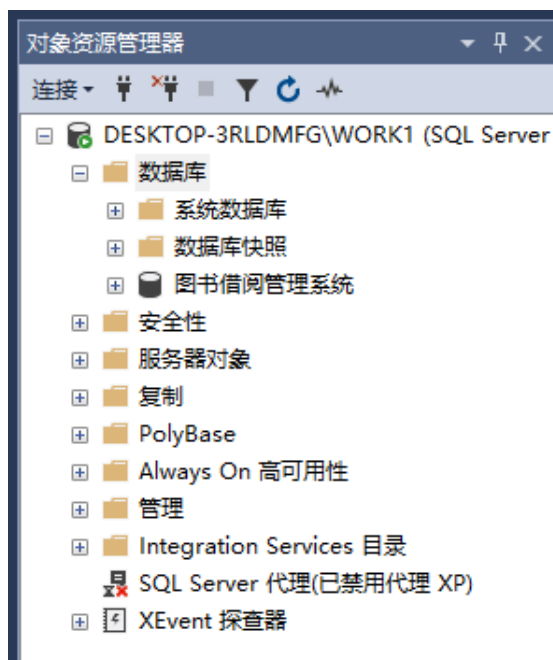 对象资源管理器
连接
DESKTOP-3RLDMFG\WORK1 (SQL Server
数据库
系统数据库
数据库快照
图书借阅管理系统
安全性
服务器对象
复制
PolyBase
Always On 高可用性
管理
Integration Services 目录
SQL Server 代理(已禁用代理 XP)
XEvent 探查器